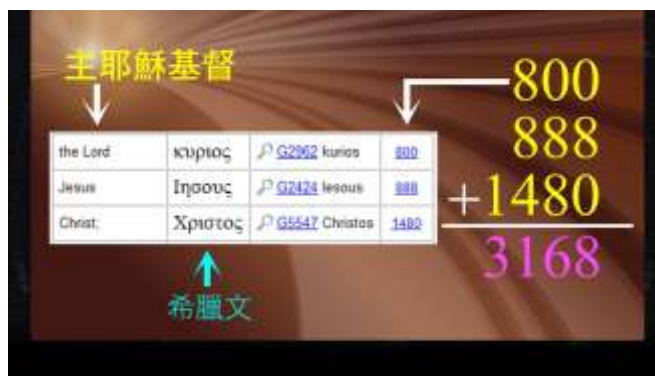 主耶穌基督
the Lord κυριος G2962 kurios 800
Jesus Ιησους G2424 Iesous 888
Christ: Χριστος G5547 Christos 1480
希臘文
800
888
+1480
3168